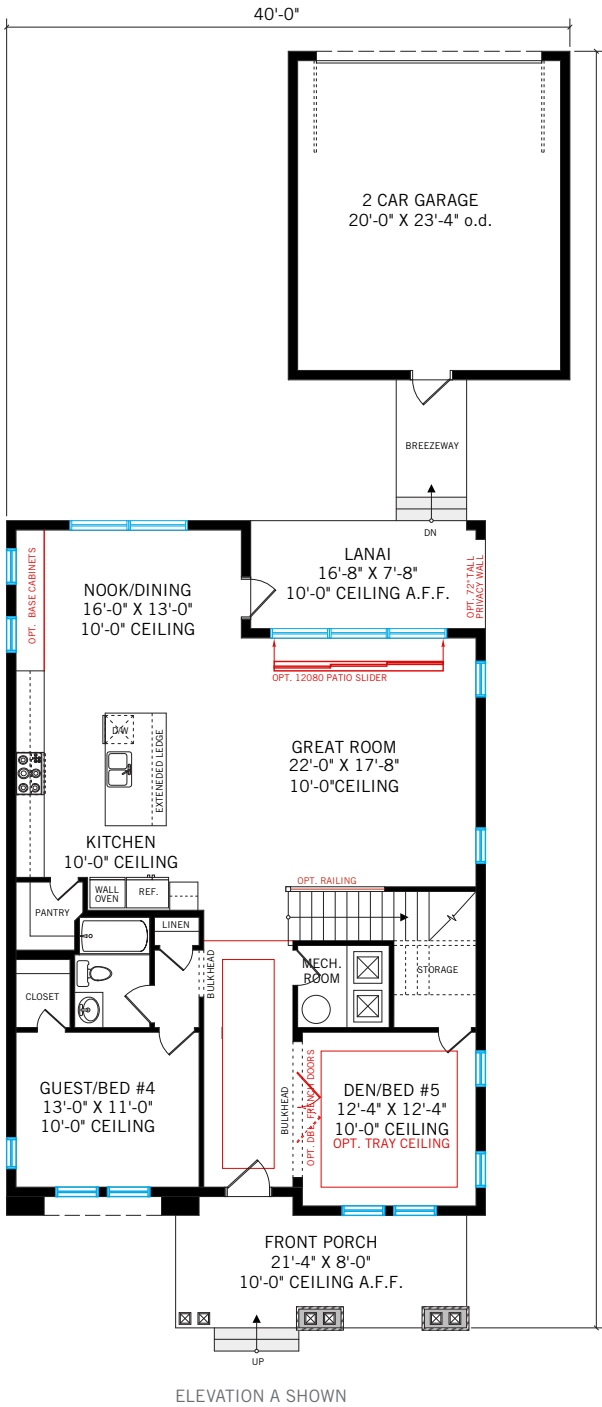 40'-0"
2 CAR GARAGE
20'-0" X 23'-4" o.d.
BREEZEWAY
DN
LANAI
16'-8" X 7'-8"
10'-0" CEILING A.F.F.
OPT. 72" TALL
PRIVACY WALL
OPT. BASE CABINETS
NOOK/DINING
16'-0" X 13'-0"
10'-0" CEILING
OPT. 12080 PATIO SLIDER
D/W
EXTENEDED LEDGE
GREAT ROOM
22'-0" X 17'-8"
10'-0"CEILING
KITCHEN
10'-0" CEILING
WALL
OVEN
REF.
OPT. RAILING
PANTRY
LINEN
BULKHEAD
MECH.
ROOM
STORAGE
CLOSET
GUEST/BED #4
13'-0" X 11'-0"
10'-0" CEILING
BULKHEAD
OPT. DBL. FRENCH DOORS
DEN/BED #5
12'-4" X 12'-4"
10'-0" CEILING
OPT. TRAY CEILING
FRONT PORCH
21'-4" X 8'-0"
10'-0" CEILING A.F.F.
UP
ELEVATION A SHOWN